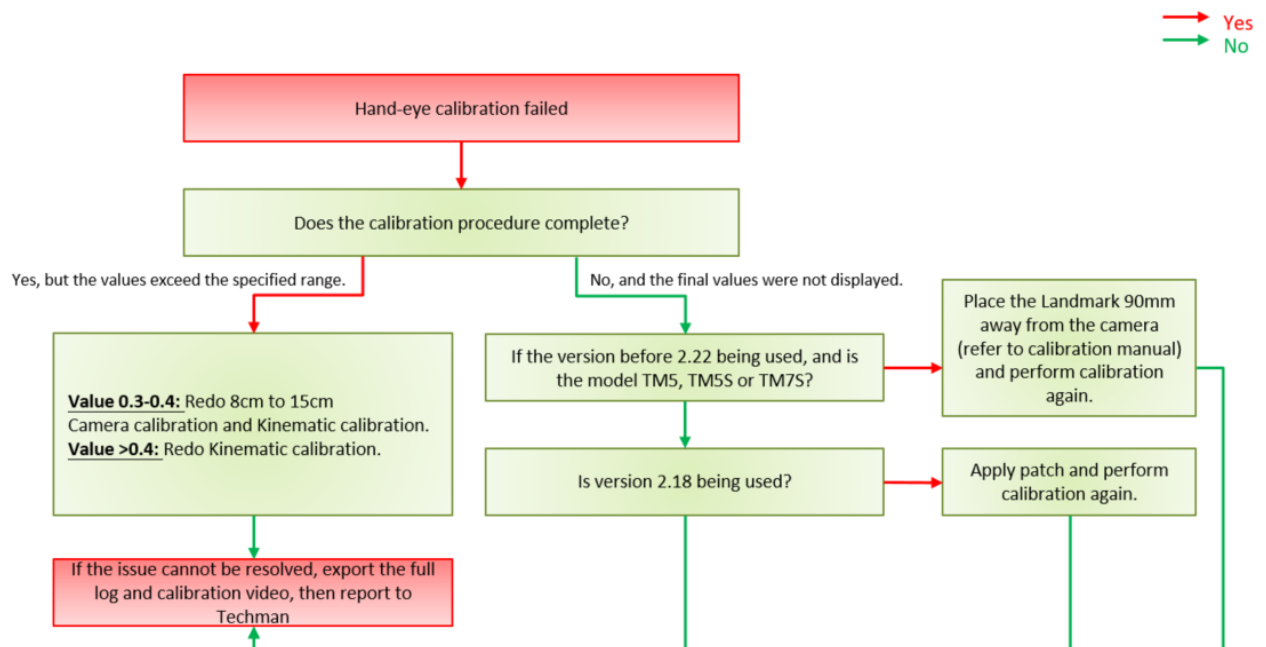 Yes
No
Hand-eye calibration failed
Does the calibration procedure complete?
Yes, but the values exceed the specified range.
No, and the final values were not displayed.
Place the Landmark 90mm
away from the camera
(refer to calibration manual)
and perform calibration
again.
If the version before 2.22 being used, and is
the model TM5, TM5S or TM7S?
Value 0.3-0.4: Redo 8cm to 15cm
Camera calibration and Kinematic calibration.
Value >0.4: Redo Kinematic calibration.
Is version 2.18 being used?
Apply patch and perform
calibration again.
If the issue cannot be resolved, export the full
log and calibration video, then report to
Techman